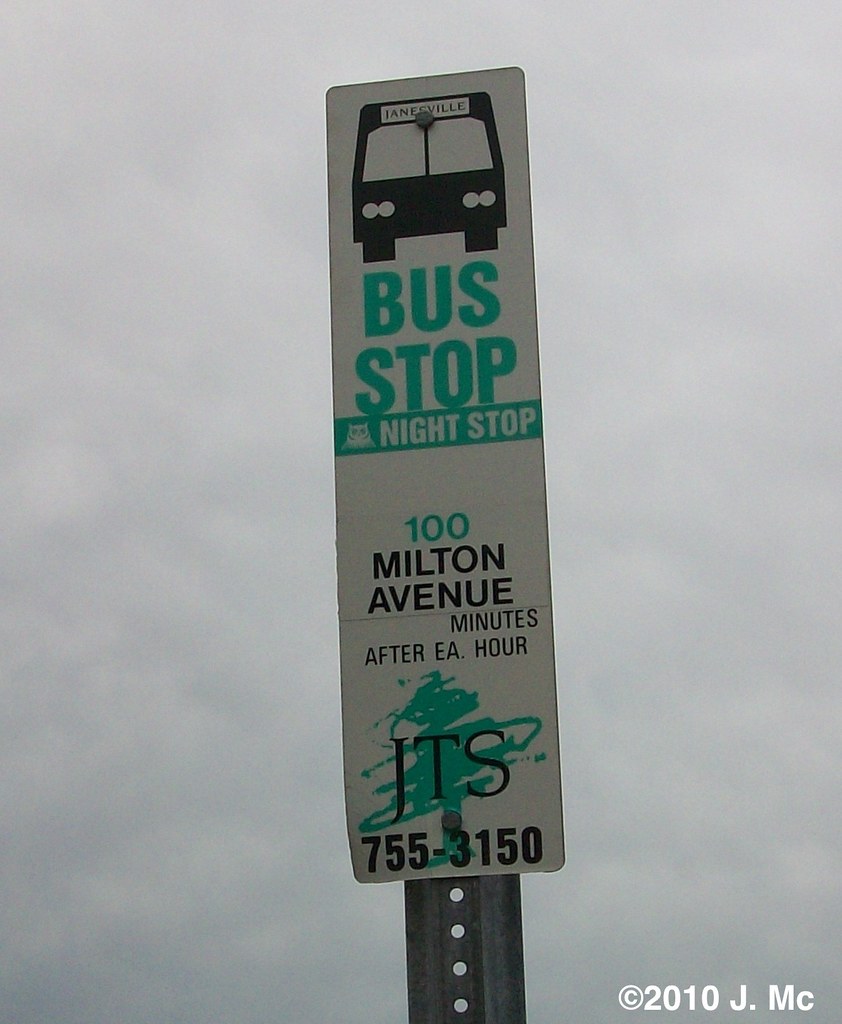 JANESVILLE
BUS
STOP
NIGHT STOP
100
MILTON
AVENUE
MINUTES
AFTER EA. HOUR
JTS
755-3150
©2010 J. Mc